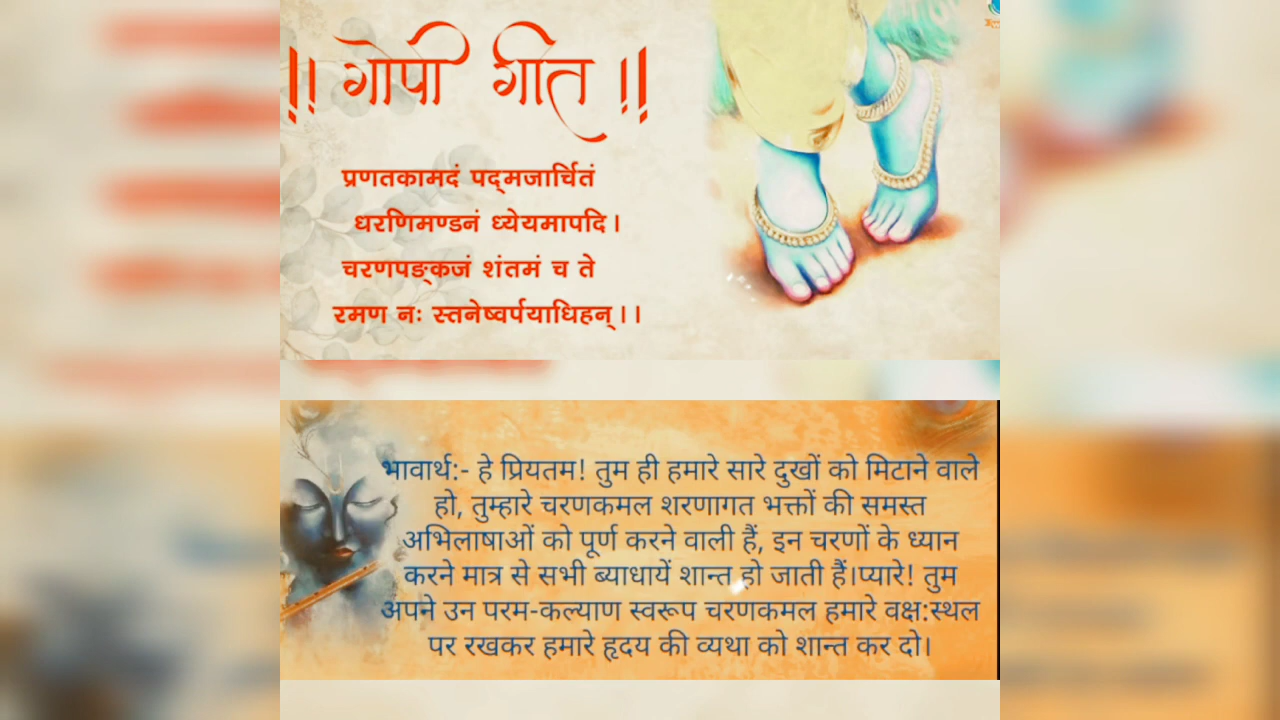 ॥ गोपी गीत ॥
प्रणतकामदं पद्मजार्चितं
धरणिमण्डनं ध्येयमापदि।
चरणपङ्कजं शंतमं च ते
रमण नः स्तनेष्वर्पयाधिहन्।।
भावार्थ:- हे प्रियतम! तुम ही हमारे सारे दुखों को मिटाने वाले
हो, तुम्हारे चरणकमल शरणागत भक्तों की समस्त
अभिलाषाओं को पूर्ण करने वाली हैं, इन चरणों के ध्यान
करने मात्र से सभी ब्याधायें शान्त हो जाती हैं।प्यारे! तुम
अपने उन परम-कल्याण स्वरूप चरणकमल हमारे वक्ष:स्थल
पर रखकर हमारे हृदय की व्यथा को शान्त कर दो।